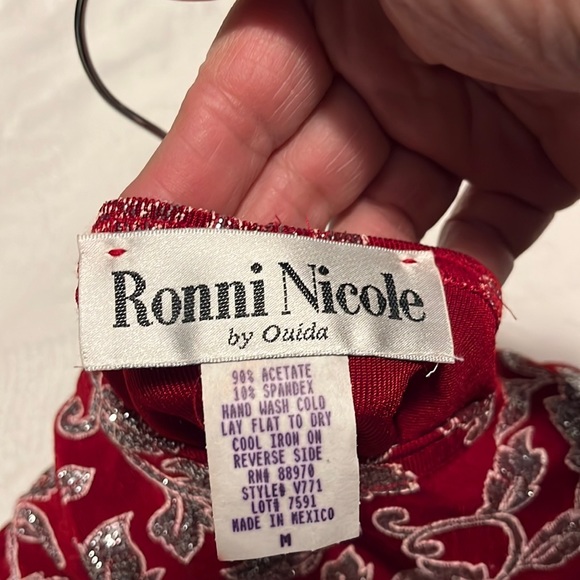 Ronni Nicole
by Ouida
90% ACETATE
10% SPANDEX
HAND WASH COLD
LAY FLAT TO DRY
COOL IRON ON
REVERSE SIDE
RN# 88970
STYLE# V771
LOT# 7591
MADE IN MEXICO
M